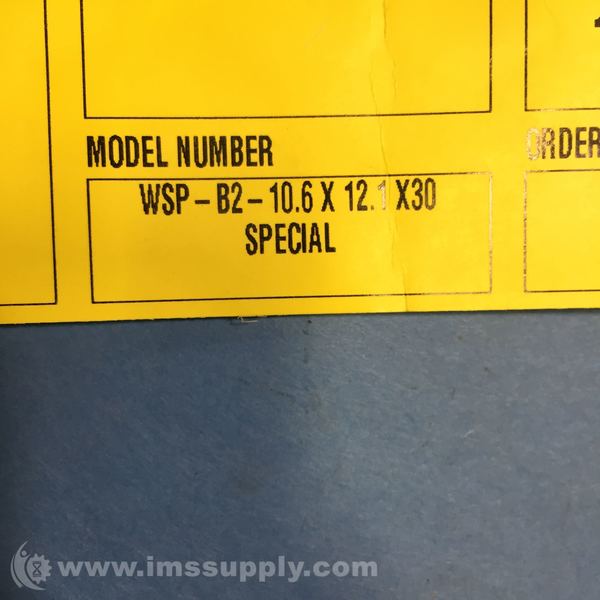 MODEL NUMBER
ORDER
WSP-B2-10.6 X 12.1 X30
SPECIAL
www.imssupply.com